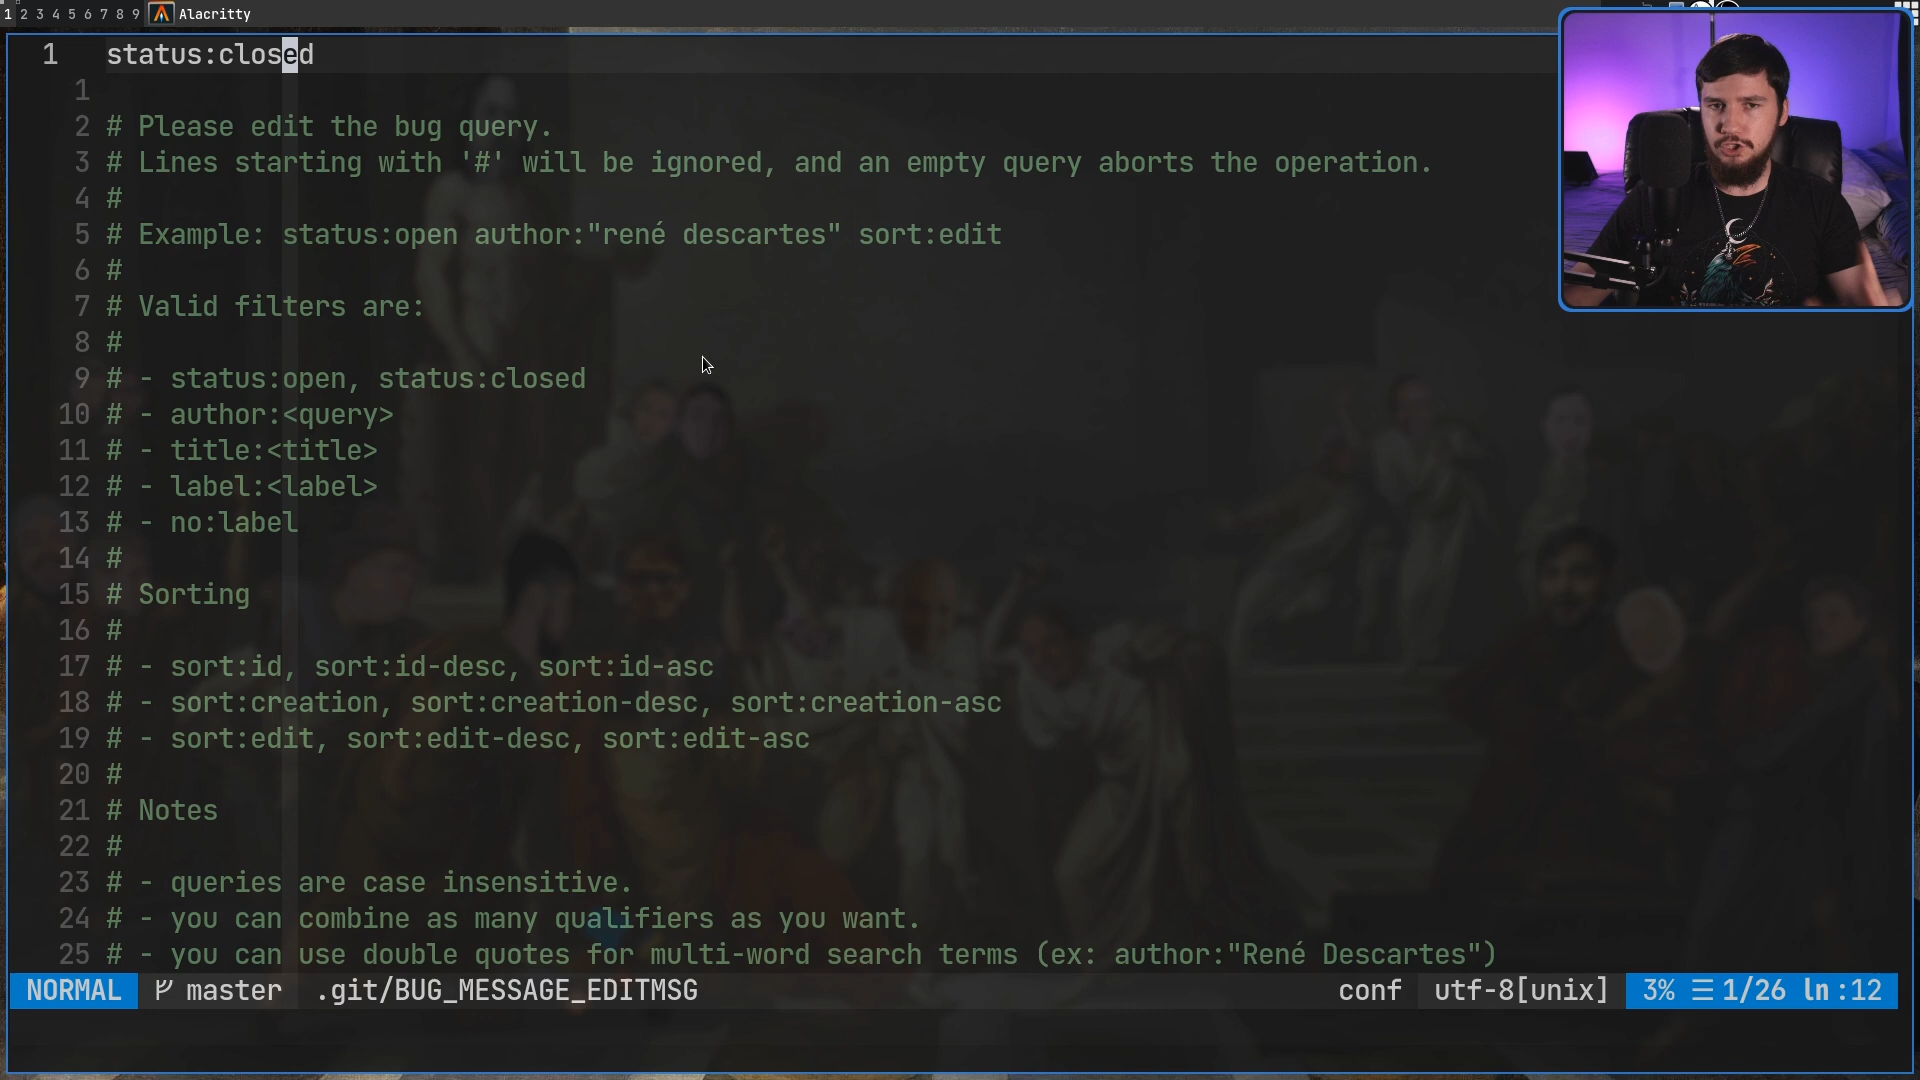 1 2 3 4 5 6 7 8 9 Alacritty
1 status:closed
1
2 # Please edit the bug query.
3 # Lines starting with '#' will be ignored, and an empty query aborts the operation.
4 #
5 # Example: status:open author:"rené descartes" sort:edit
6 #
7 # Valid filters are:
8 #
9 # - status:open, status:closed
10 # - author:<query>
11 # - title:<title>
12 # - label:<label>
13 # - no:label
14 #
15 # Sorting
16 #
17 # - sort:id, sort:id-desc, sort:id-asc
18 # - sort:creation, sort:creation-desc, sort:creation-asc
19 # - sort:edit, sort:edit-desc, sort:edit-asc
20 #
21 # Notes
22 #
23 # - queries are case insensitive.
24 # - you can combine as many qualifiers as you want.
25 # - you can use double quotes for multi-word search terms (ex: author:"René Descartes")
NORMAL master .git/BUG_MESSAGE_EDITMSG conf utf-8[unix] 3% ☰ 1/26 ln :12